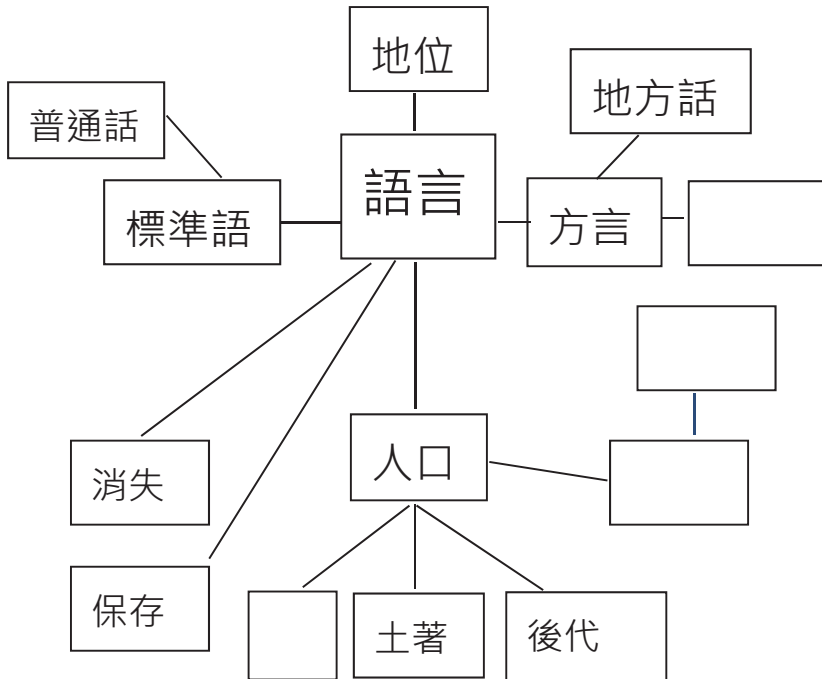 地位
地方話
普通話
語言
標準語
方言
人口
消失
保存
土著
後代